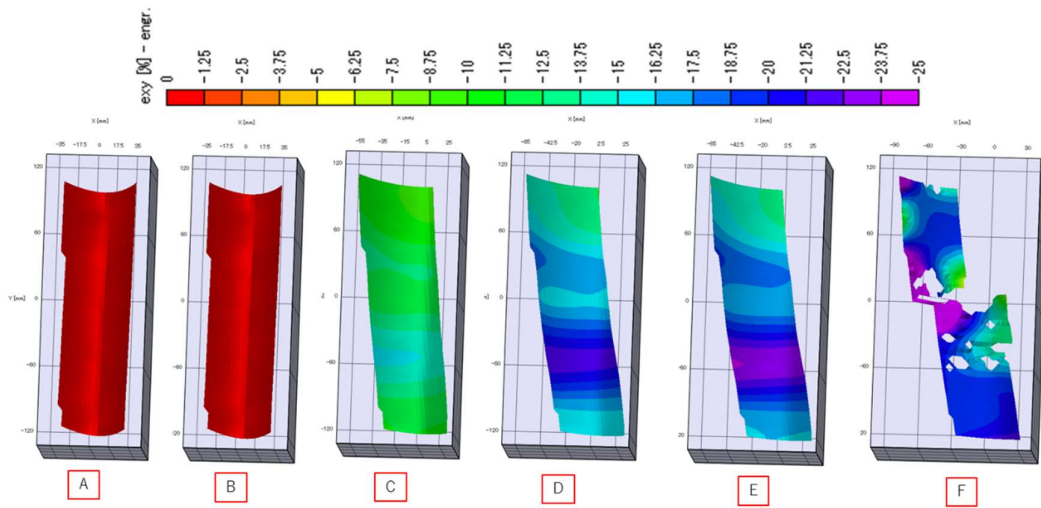 exy [%] – engr.
0
-1.25
-2.5
-3.75
-5
-6.25
-7.5
-8.75
-10
-11.25
-12.5
-13.75
-15
-16.25
-17.5
-18.75
-20
-21.25
-22.5
-23.75
-25
X [mm]
-35 -17.5 0 17.5 35
120
60
Y [mm] 0
-60
-120
X [mm]
-35 -17.5 0 17.5 35
120
60
0
-60
-120
-55 -35 -15 5 25
120
60
0
-60
-120
X [mm]
-65 -42.5 -20 2.5 25
120
60
0
-60
-120
X [mm]
-65 -42.5 -20 2.5 25
120
60
0
-60
20
X [mm]
-90 -60 -30 0 30
120
60
0
-60
20
A
B
C
D
E
F